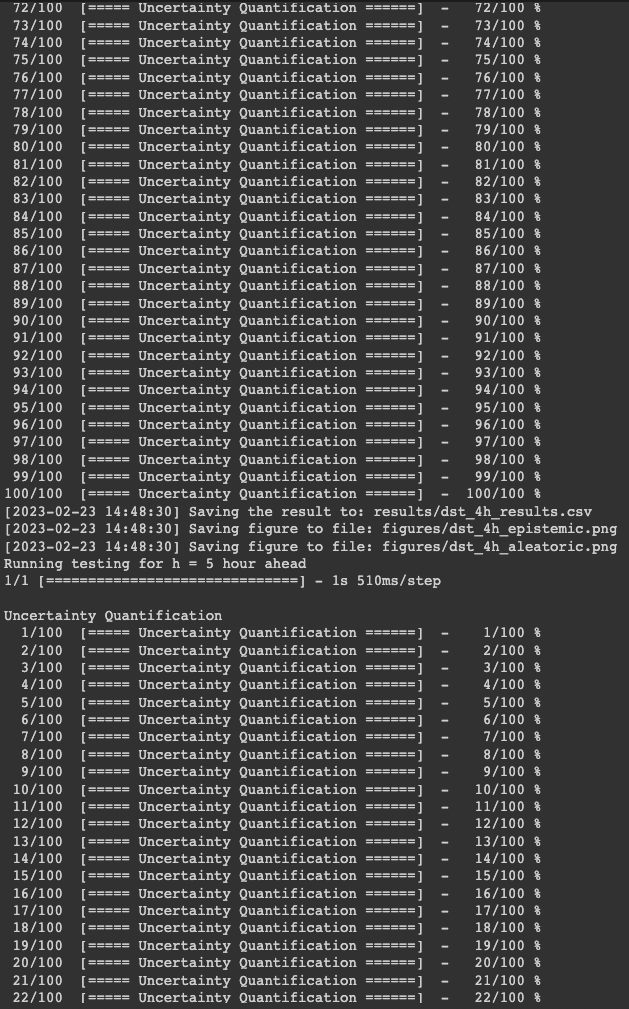 72/100 [===== Uncertainty Quantification ======] - 72/100 %
73/100 [===== Uncertainty Quantification ======] - 73/100 %
74/100 [===== Uncertainty Quantification ======] - 74/100 %
75/100 [===== Uncertainty Quantification ======] - 75/100 %
76/100 [===== Uncertainty Quantification ======] - 76/100 %
77/100 [===== Uncertainty Quantification ======] - 77/100 %
78/100 [===== Uncertainty Quantification ======] - 78/100 %
79/100 [===== Uncertainty Quantification ======] - 79/100 %
80/100 [===== Uncertainty Quantification ======] - 80/100 %
81/100 [===== Uncertainty Quantification ======] - 81/100 %
82/100 [===== Uncertainty Quantification ======] - 82/100 %
83/100 [===== Uncertainty Quantification ======] - 83/100 %
84/100 [===== Uncertainty Quantification ======] - 84/100 %
85/100 [===== Uncertainty Quantification ======] - 85/100 %
86/100 [===== Uncertainty Quantification ======] - 86/100 %
87/100 [===== Uncertainty Quantification ======] - 87/100 %
88/100 [===== Uncertainty Quantification ======] - 88/100 %
89/100 [===== Uncertainty Quantification ======] - 89/100 %
90/100 [===== Uncertainty Quantification ======] - 90/100 %
91/100 [===== Uncertainty Quantification ======] - 91/100 %
92/100 [===== Uncertainty Quantification ======] - 92/100 %
93/100 [===== Uncertainty Quantification ======] - 93/100 %
94/100 [===== Uncertainty Quantification ======] - 94/100 %
95/100 [===== Uncertainty Quantification ======] - 95/100 %
96/100 [===== Uncertainty Quantification ======] - 96/100 %
97/100 [===== Uncertainty Quantification ======] - 97/100 %
98/100 [===== Uncertainty Quantification ======] - 98/100 %
99/100 [===== Uncertainty Quantification ======] - 99/100 %
100/100 [===== Uncertainty Quantification ======] - 100/100 %
[2023-02-23 14:48:30] Saving the result to: results/dst_4h_results.csv
[2023-02-23 14:48:30] Saving figure to file: figures/dst_4h_epistemic.png
[2023-02-23 14:48:30] Saving figure to file: figures/dst_4h_aleatoric.png
Running testing for h = 5 hour ahead
1/1 [==============================] - 1s 510ms/step
Uncertainty Quantification
1/100 [===== Uncertainty Quantification ======] - 1/100 %
2/100 [===== Uncertainty Quantification ======] - 2/100 %
3/100 [===== Uncertainty Quantification ======] - 3/100 %
4/100 [===== Uncertainty Quantification ======] - 4/100 %
5/100 [===== Uncertainty Quantification ======] - 5/100 %
6/100 [===== Uncertainty Quantification ======] - 6/100 %
7/100 [===== Uncertainty Quantification ======] - 7/100 %
8/100 [===== Uncertainty Quantification ======] - 8/100 %
9/100 [===== Uncertainty Quantification ======] - 9/100 %
10/100 [===== Uncertainty Quantification ======] - 10/100 %
11/100 [===== Uncertainty Quantification ======] - 11/100 %
12/100 [===== Uncertainty Quantification ======] - 12/100 %
13/100 [===== Uncertainty Quantification ======] - 13/100 %
14/100 [===== Uncertainty Quantification ======] - 14/100 %
15/100 [===== Uncertainty Quantification ======] - 15/100 %
16/100 [===== Uncertainty Quantification ======] - 16/100 %
17/100 [===== Uncertainty Quantification ======] - 17/100 %
18/100 [===== Uncertainty Quantification ======] - 18/100 %
19/100 [===== Uncertainty Quantification ======] - 19/100 %
20/100 [===== Uncertainty Quantification ======] - 20/100 %
21/100 [===== Uncertainty Quantification ======] - 21/100 %
22/100 [===== Uncertainty Quantification ======] - 22/100 %